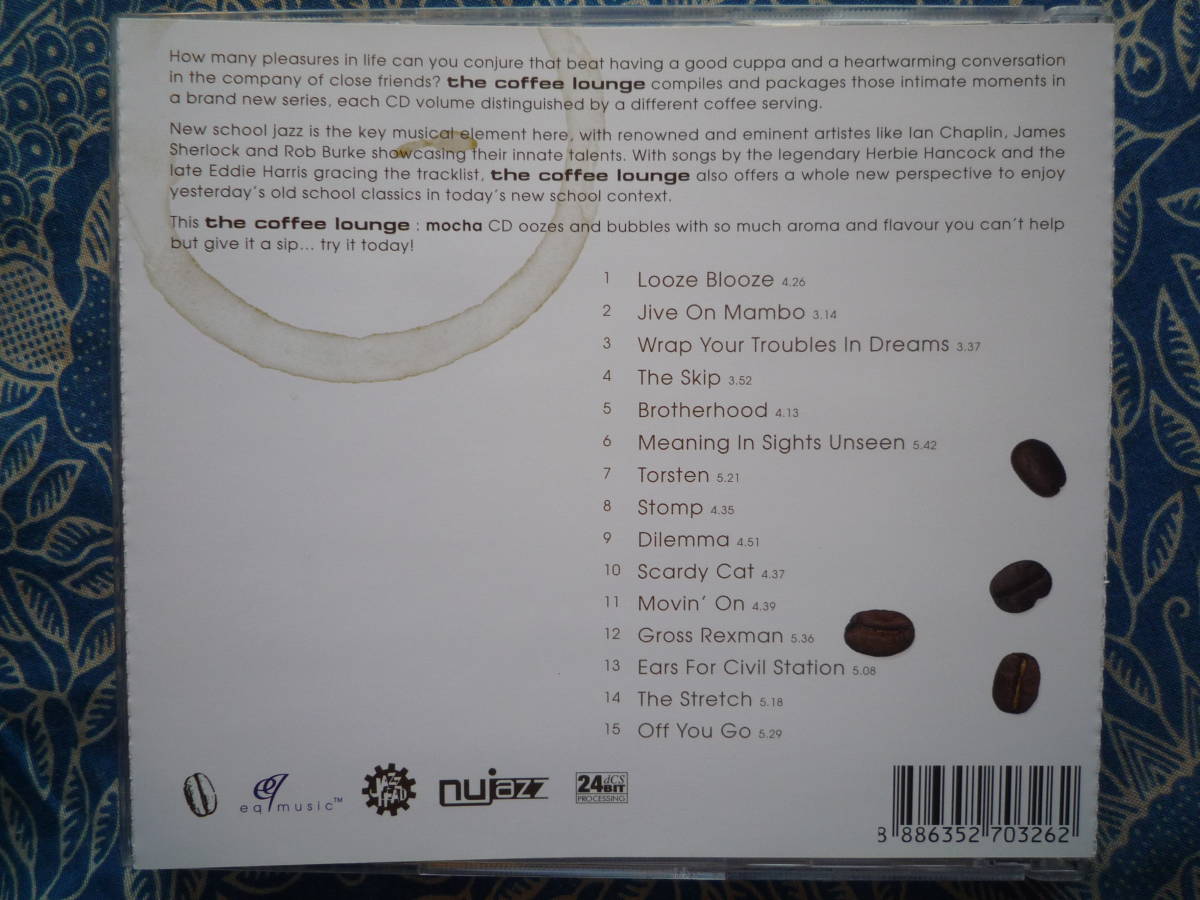 How many pleasures in life can you conjure that beat having a good cuppa and a heartwarming conversation
in the company of close friends? the coffee lounge compiles and packages those intimate moments in
a brand new series, each CD volume distinguished by a different coffee serving.
New school jazz is the key musical element here, with renowned and eminent artistes like Ian Chaplin, James
Sherlock and Rob Burke showcasing their innate talents. With songs by the legendary Herbie Hancock and the
late Eddie Harris gracing the tracklist, the coffee lounge also offers a whole new perspective to enjoy
yesterday's old school classics in today's new school context.
This the coffee lounge : mocha CD oozes and bubbles with so much aroma and flavour you can't help
but give it a sip... try it today!
1 Looze Blooze 4.26
2 Jive On Mambo 3.14
3 Wrap Your Troubles In Dreams 3.37
4 The Skip 3.52
5 Brotherhood 4.13
6 Meaning In Sights Unseen 5.42
7 Torsten 5.21
8 Stomp 4.35
9 Dilemma 4.51
10 Scardy Cat 4.37
11 Movin' On 4.39
12 Gross Rexman 5.36
13 Ears For Civil Station 5.08
14 The Stretch 5.18
15 Off You Go 5.29
eq music™
JAZZ HEAD
nujazz
24 dCS BIT
PROCESSING
8 886352 703262